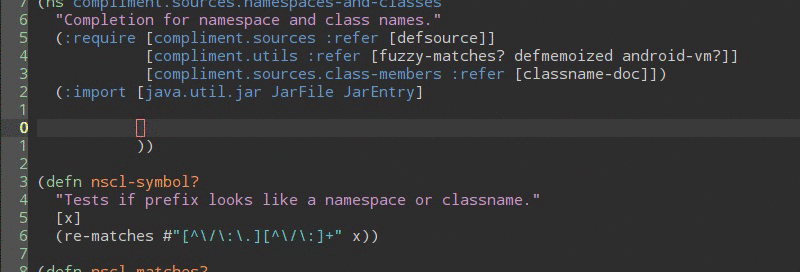 7 (ns compliment.sources.namespaces-and-classes
6 "Completion for namespace and class names."
5 (:require [compliment.sources :refer [defsource]]
4 [compliment.utils :refer [fuzzy-matches? defmemoized android-vm?]]
3 [compliment.sources.class-members :refer [classname-doc]])
2 (:import [java.util.jar JarFile JarEntry]
1
0
1 ))
2
3 (defn nscl-symbol?
4 "Tests if prefix looks like a namespace or classname."
5 [x]
6 (re-matches #"[^\/\:\.][^\/\:]+" x))
7
8 (defn nscl-matches?